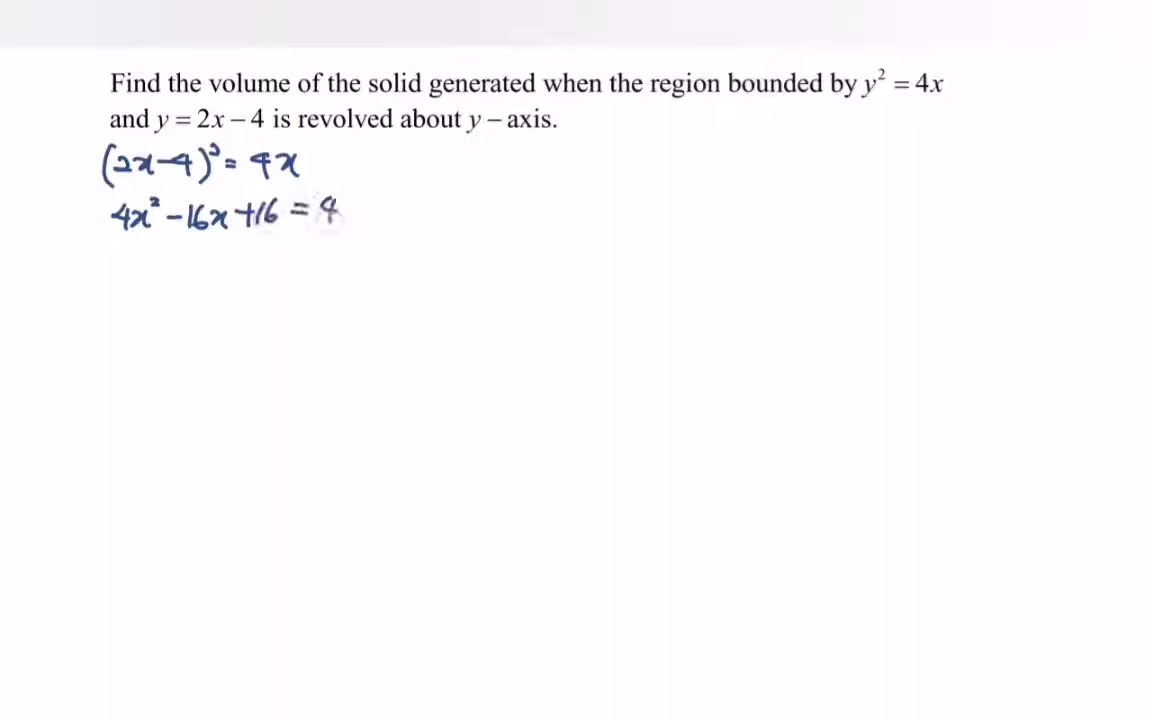 Find the volume of the solid generated when the region bounded by y² = 4x
and y = 2x – 4 is revolved about y – axis.
(2x-4)² = 4x
4x² - 16x + 16 = 4